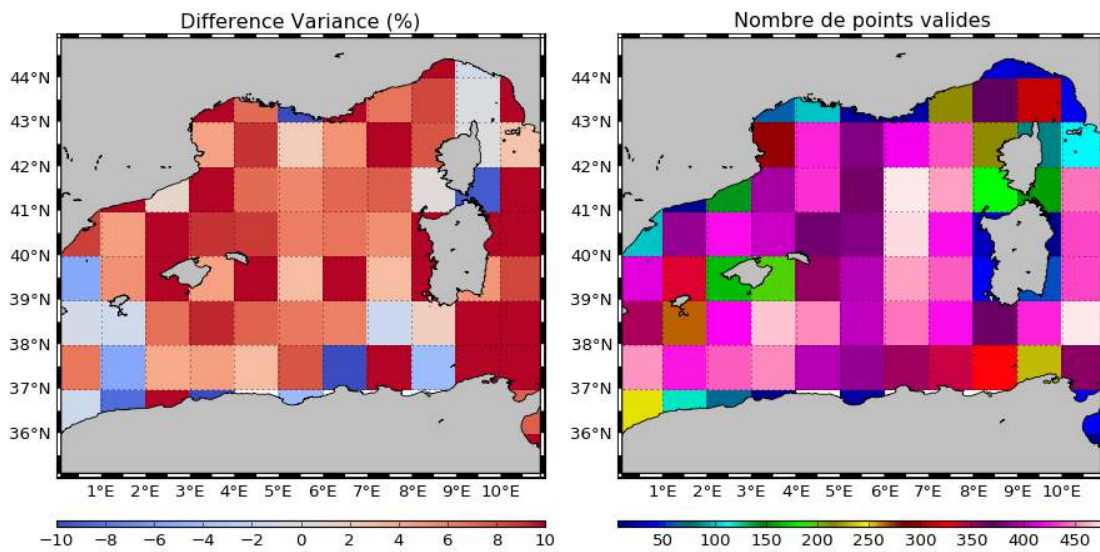 Difference Variance (%)
Nombre de points valides
44°N
43°N
42°N
41°N
40°N
39°N
38°N
37°N
36°N
1°E 2°E 3°E 4°E 5°E 6°E 7°E 8°E 9°E 10°E
−10 −8 −6 −4 −2 0 2 4 6 8 10
44°N
43°N
42°N
41°N
40°N
39°N
38°N
37°N
36°N
1°E 2°E 3°E 4°E 5°E 6°E 7°E 8°E 9°E 10°E
50 100 150 200 250 300 350 400 450